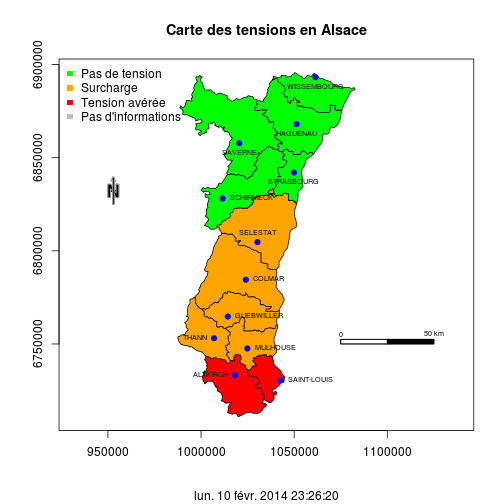 Carte des tensions en Alsace
Pas de tension
Surcharge
Tension avérée
Pas d'informations
N
WISSEMBOURG
HAGUENAU
SAVERNE
STRASBOURG
SCHIRMECK
SELESTAT
COLMAR
GUEBWILLER
THANN
MULHOUSE
ALTKIRCH
SAINT-LOUIS
0
50 km
6900000
6850000
6800000
6750000
950000
1000000
1050000
1100000
lun. 10 févr. 2014 23:26:20